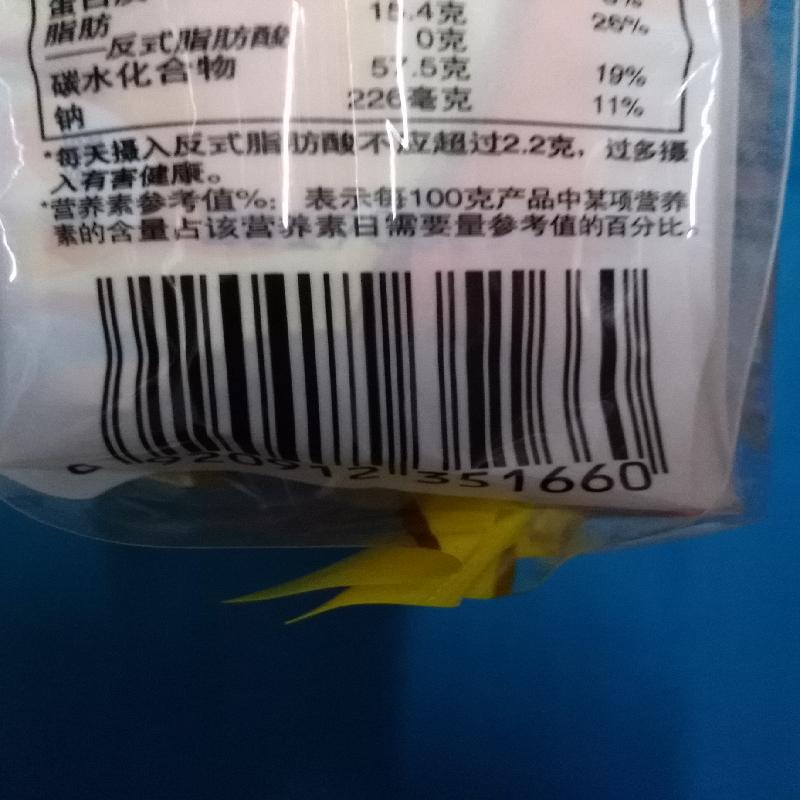 蛋白质
脂肪 15.4克 26%
——反式脂肪酸 0克
碳水化合物 57.5克 19%
钠 226毫克 11%
*每天摄入反式脂肪酸不应超过2.2克，过多摄
入有害健康。
*营养素参考值%：表示每100克产品中某项营养
素的含量占该营养素日需要量参考值的百分比。
6 920912 351660